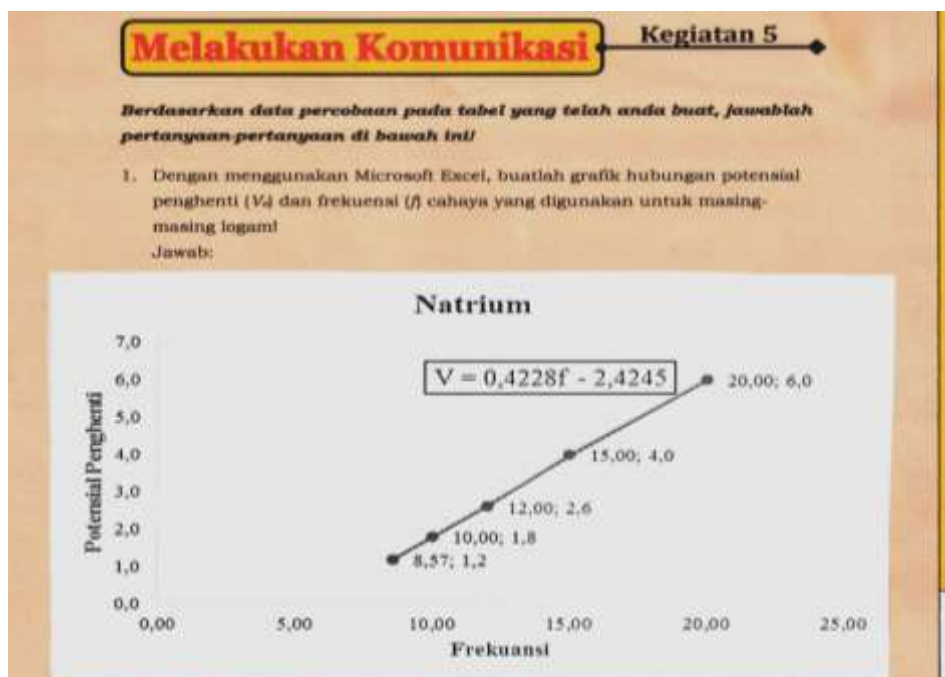 Melakukan Komunikasi
Kegiatan 5
Berdasarkan data percobaan pada tabel yang telah anda buat, jawablah
pertanyaan-pertanyaan di bawah ini!
1. Dengan menggunakan Microsoft Excel, buatlah grafik hubungan potensial
penghenti (V₀) dan frekuensi (f) cahaya yang digunakan untuk masing-
masing logam!
Jawab:
Natrium
Potensial Penghenti
7,0
6,0
5,0
4,0
3,0
2,0
1,0
0,0
V = 0,4228f - 2,4245
20,00; 6,0
15,00; 4,0
12,00; 2,6
10,00; 1,8
8,57; 1,2
0,00 5,00 10,00 15,00 20,00 25,00
Frekuansi